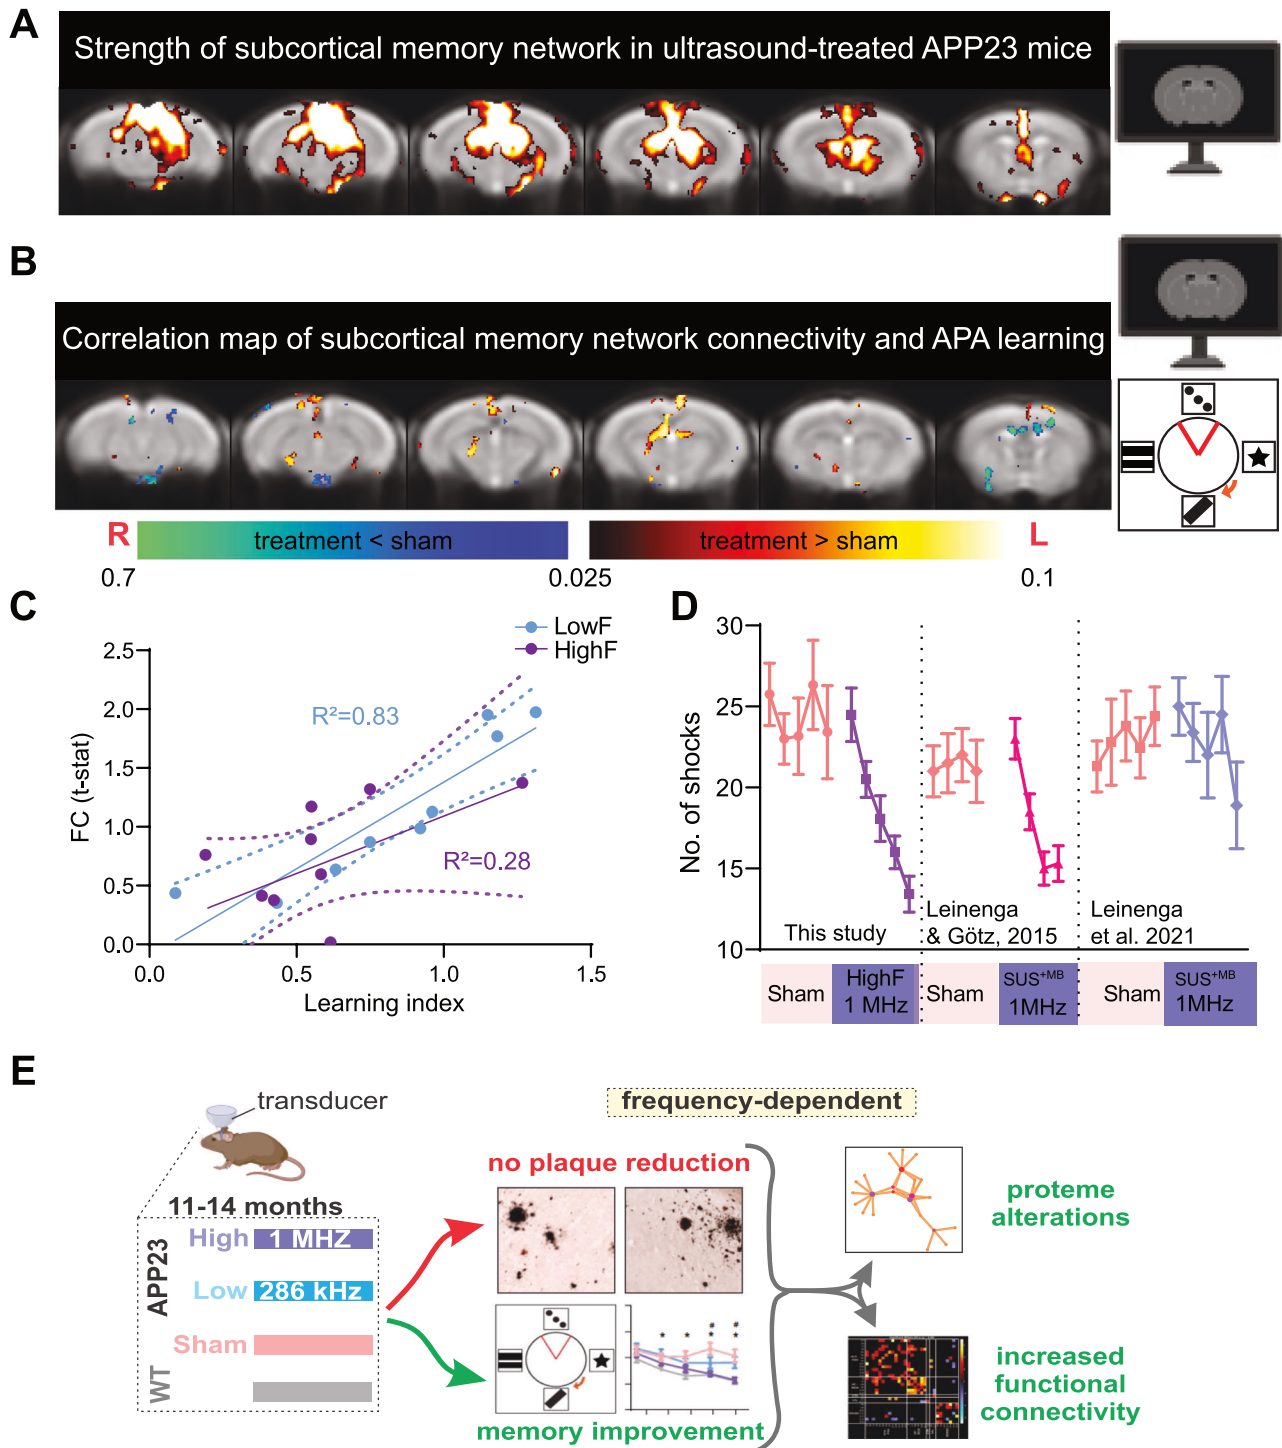 A
Strength of subcortical memory network in ultrasound-treated APP23 mice
B
Correlation map of subcortical memory network connectivity and APA learning
R
treatment < sham
treatment > sham
L
0.7
0.025
0.1
C
LowF
HighF
2.5
2.0
1.5
1.0
0.5
0.0
FC (t-stat)
R²=0.83
R²=0.28
0.0
0.5
1.0
1.5
Learning index
D
30
25
20
15
10
No. of shocks
This study
Leinenga
& Götz, 2015
Leinenga
et al. 2021
Sham
HighF
1 MHz
Sham
SUS+MB
1MHz
Sham
SUS+MB
1MHz
E
transducer
frequency-dependent
11-14 months
APP23
WT
High
1 MHZ
Low
286 kHz
Sham
no plaque reduction
* * # * # *
memory improvement
proteme
alterations
increased
functional
connectivity